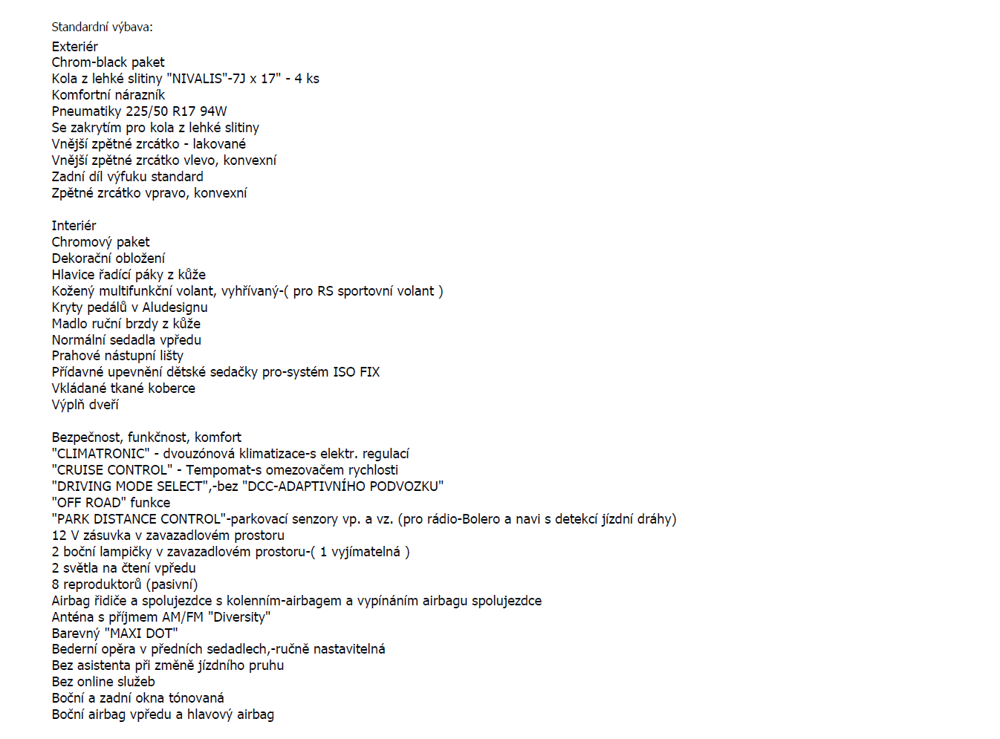 Standardní výbava:
Exteriér
Chrom-black paket
Kola z lehké slitiny "NIVALIS"-7J x 17" - 4 ks
Komfortní nárazník
Pneumatiky 225/50 R17 94W
Se zakrytím pro kola z lehké slitiny
Vnější zpětné zrcátko - lakované
Vnější zpětné zrcátko vlevo, konvexní
Zadní díl výfuku standard
Zpětné zrcátko vpravo, konvexní
Interiér
Chromový paket
Dekorační obložení
Hlavice řadící páky z kůže
Kožený multifunkční volant, vyhřívaný-( pro RS sportovní volant )
Kryty pedálů v Aludesignu
Madlo ruční brzdy z kůže
Normální sedadla vpředu
Prahové nástupní lišty
Přídavné upevnění dětské sedačky pro-systém ISO FIX
Vkládané tkané koberce
Výplň dveří
Bezpečnost, funkčnost, komfort
"CLIMATRONIC" - dvouzónová klimatizace-s elektr. regulací
"CRUISE CONTROL" - Tempomat-s omezovačem rychlosti
"DRIVING MODE SELECT",-bez "DCC-ADAPTIVNÍHO PODVOZKU"
"OFF ROAD" funkce
"PARK DISTANCE CONTROL"-parkovací senzory vp. a vz. (pro rádio-Bolero a navi s detekcí jízdní dráhy)
12 V zásuvka v zavazadlovém prostoru
2 boční lampičky v zavazadlovém prostoru-( 1 vyjímatelná )
2 světla na čtení vpředu
8 reproduktorů (pasivní)
Airbag řidiče a spolujezdce s kolenním-airbagem a vypínáním airbagu spolujezdce
Anténa s příjmem AM/FM "Diversity"
Barevný "MAXI DOT"
Bederní opěra v předních sedadlech,-ručně nastavitelná
Bez asistenta při změně jízdního pruhu
Bez online služeb
Boční a zadní okna tónovaná
Boční airbag vpředu a hlavový airbag